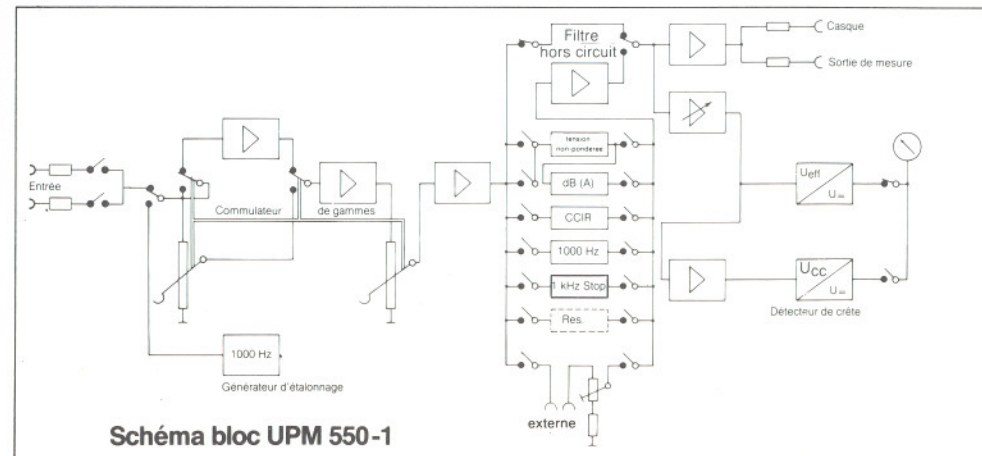 Filtre
hors circuit
Casque
Sortie de mesure
Entrée
Commulateur
de gammes
tension
non pondérée
dB (A)
CCIR
1000 Hz
1 kHz Stop
Res.
externe
Ueff
U=
UCC
U=
Détecteur de crête
1000 Hz
Générateur d'étalonnage
Schéma bloc UPM 550-1